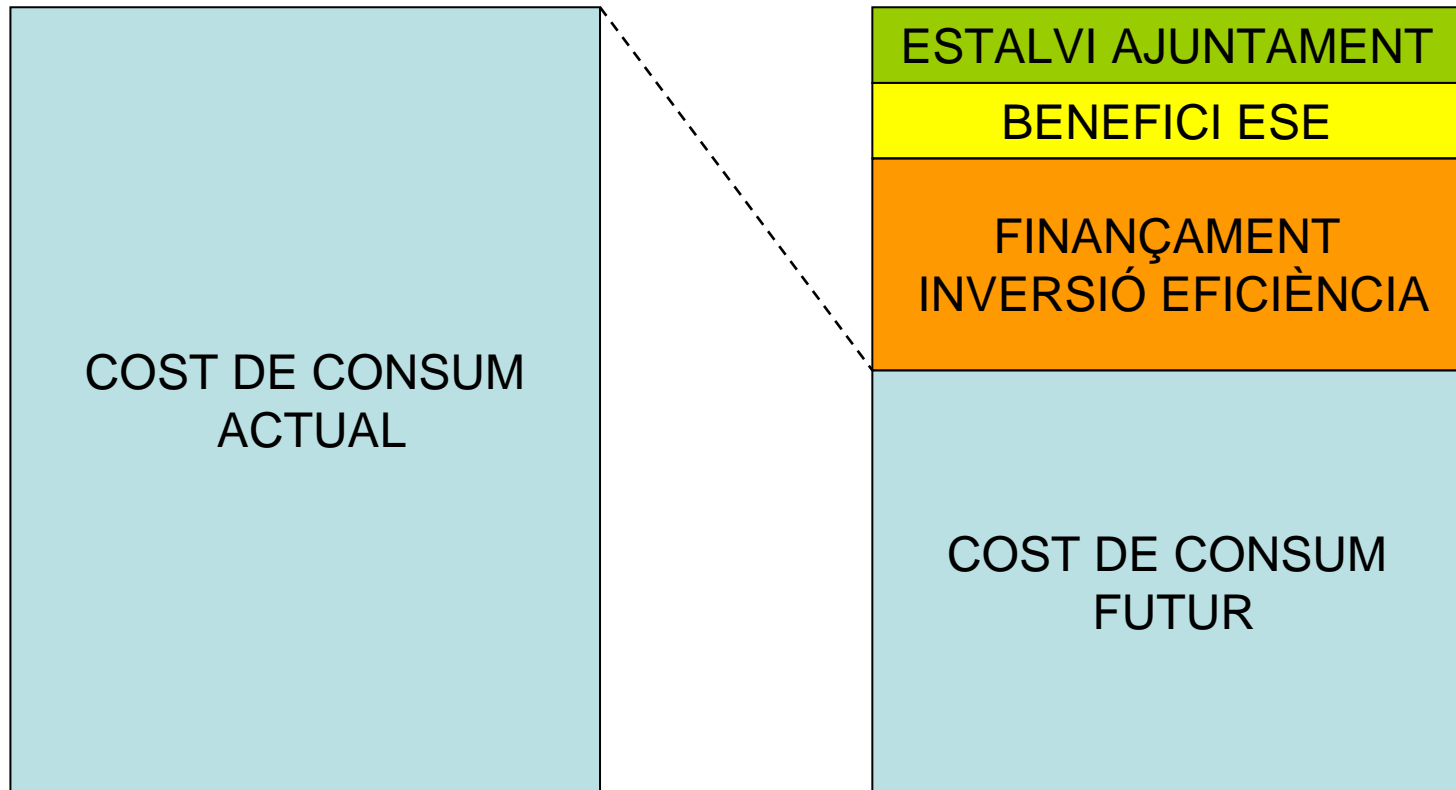 COST DE CONSUM
ACTUAL
ESTALVI AJUNTAMENT
BENEFICI ESE
FINANÇAMENT
INVERSIÓ EFICIÈNCIA
COST DE CONSUM
FUTUR